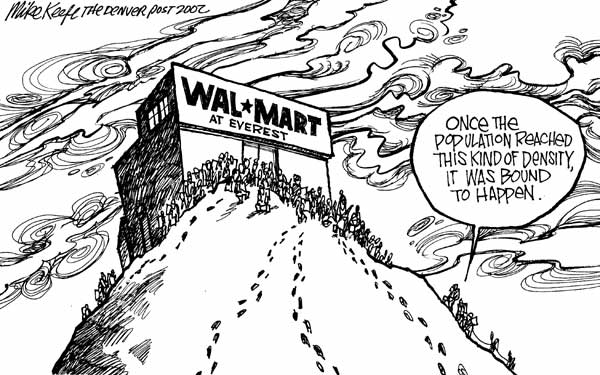 Mike Keefe THE DENVER POST 2002
WAL★MART
AT EVEREST
ONCE THE
POPULATION REACHED
THIS KIND OF DENSITY,
IT WAS BOUND
TO HAPPEN.